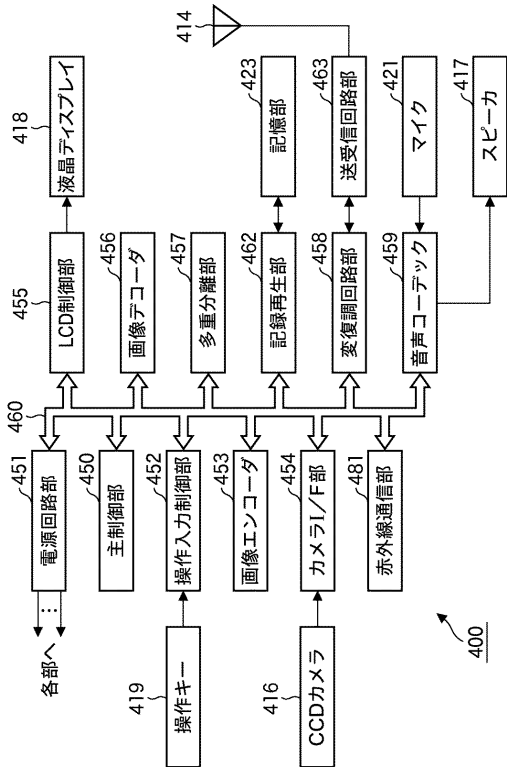 各部へ
…
451
電源回路部
450
主制御部
419
操作キー
452
操作入力制御部
453
画像エンコーダ
416
CCDカメラ
454
カメラI/F部
481
赤外線通信部
400
460
455
LCD制御部
418
液晶ディスプレイ
456
画像デコーダ
457
多重分離部
462
記録再生部
423
記憶部
414
458
変復調回路部
463
送受信回路部
459
音声コーデック
421
マイク
417
スピーカ